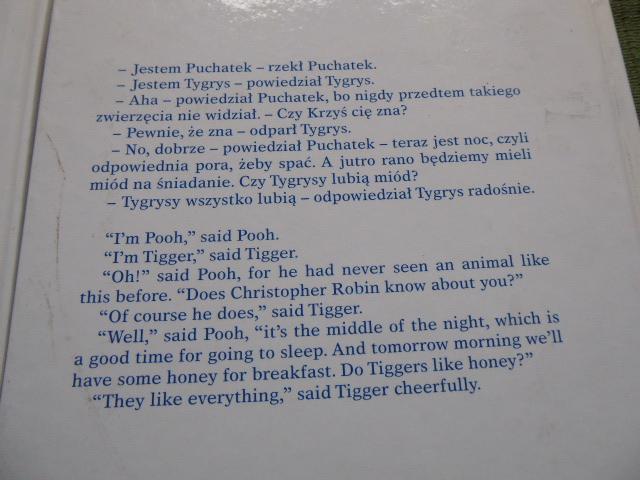 – Jestem Puchatek – rzekł Puchatek.
– Jestem Tygrys – powiedział Tygrys.
– Aha – powiedział Puchatek, bo nigdy przedtem takiego
zwierzęcia nie widział. – Czy Krzyś cię zna?
– Pewnie, że zna – odparł Tygrys.
– No, dobrze – powiedział Puchatek – teraz jest noc, czyli
odpowiednia pora, żeby spać. A jutro rano będziemy mieli
miód na śniadanie. Czy Tygrysy lubią miód?
– Tygrysy wszystko lubią – odpowiedział Tygrys radośnie.
“I’m Pooh,” said Pooh.
“I’m Tigger,” said Tigger.
“Oh!” said Pooh, for he had never seen an animal like
this before. “Does Christopher Robin know about you?”
“Of course he does,” said Tigger.
“Well,” said Pooh, “it’s the middle of the night, which is
a good time for going to sleep. And tomorrow morning we’ll
have some honey for breakfast. Do Tiggers like honey?”
“They like everything,” said Tigger cheerfully.